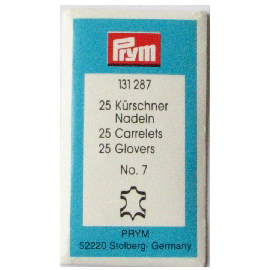 Prym
131 287
25 Kürschner
Nadeln
25 Carrelets
25 Glovers
No. 7
PRYM
52220 Stolberg- Germany